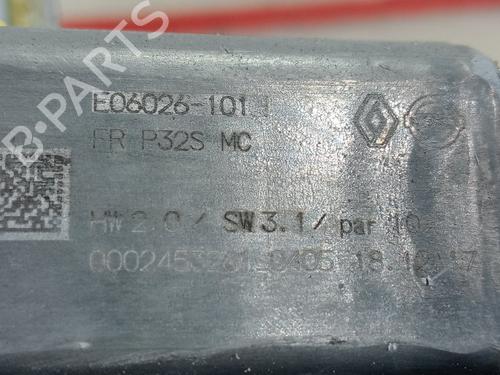 E06026-101
FR P32S MC
HW 2.0 / SW 3.1 / par 10
B-PARTS